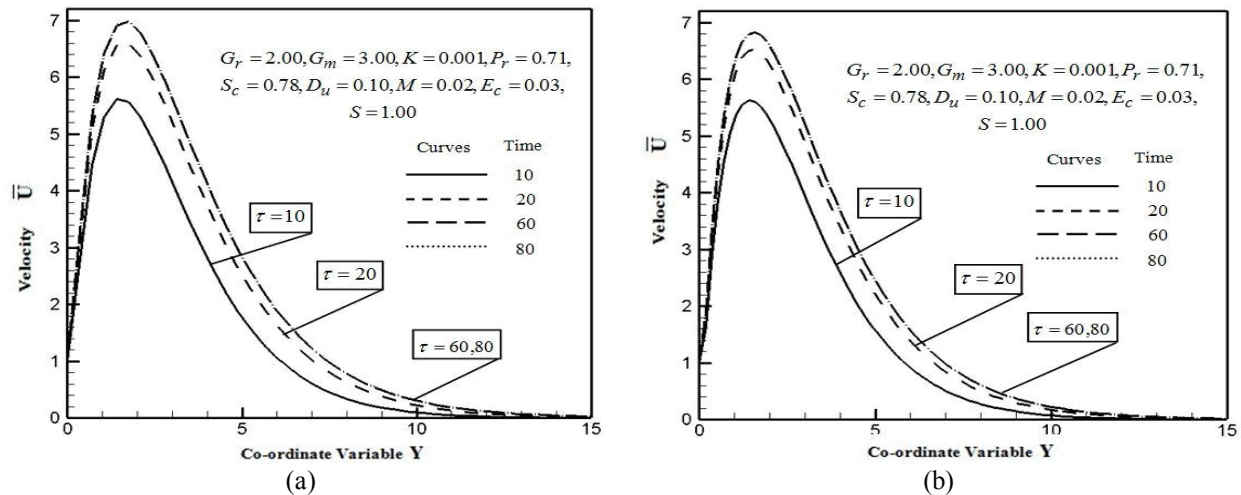 7
6
5
4
3
2
1
0
Velocity U̅
G_r = 2.00, G_m = 3.00, K = 0.001, P_r = 0.71,
S_c = 0.78, D_u = 0.10, M = 0.02, E_c = 0.03,
S = 1.00
Curves Time
10
20
60
80
τ = 10
τ = 20
τ = 60,80
0 5 10 15
Co-ordinate Variable Y
(a)
7
6
5
4
3
2
1
0
Velocity U̅
G_r = 2.00, G_m = 3.00, K = 0.001, P_r = 0.71,
S_c = 0.78, D_u = 0.10, M = 0.02, E_c = 0.03,
S = 1.00
Curves Time
10
20
60
80
τ = 10
τ = 20
τ = 60,80
0 5 10 15
Co-ordinate Variable Y
(b)